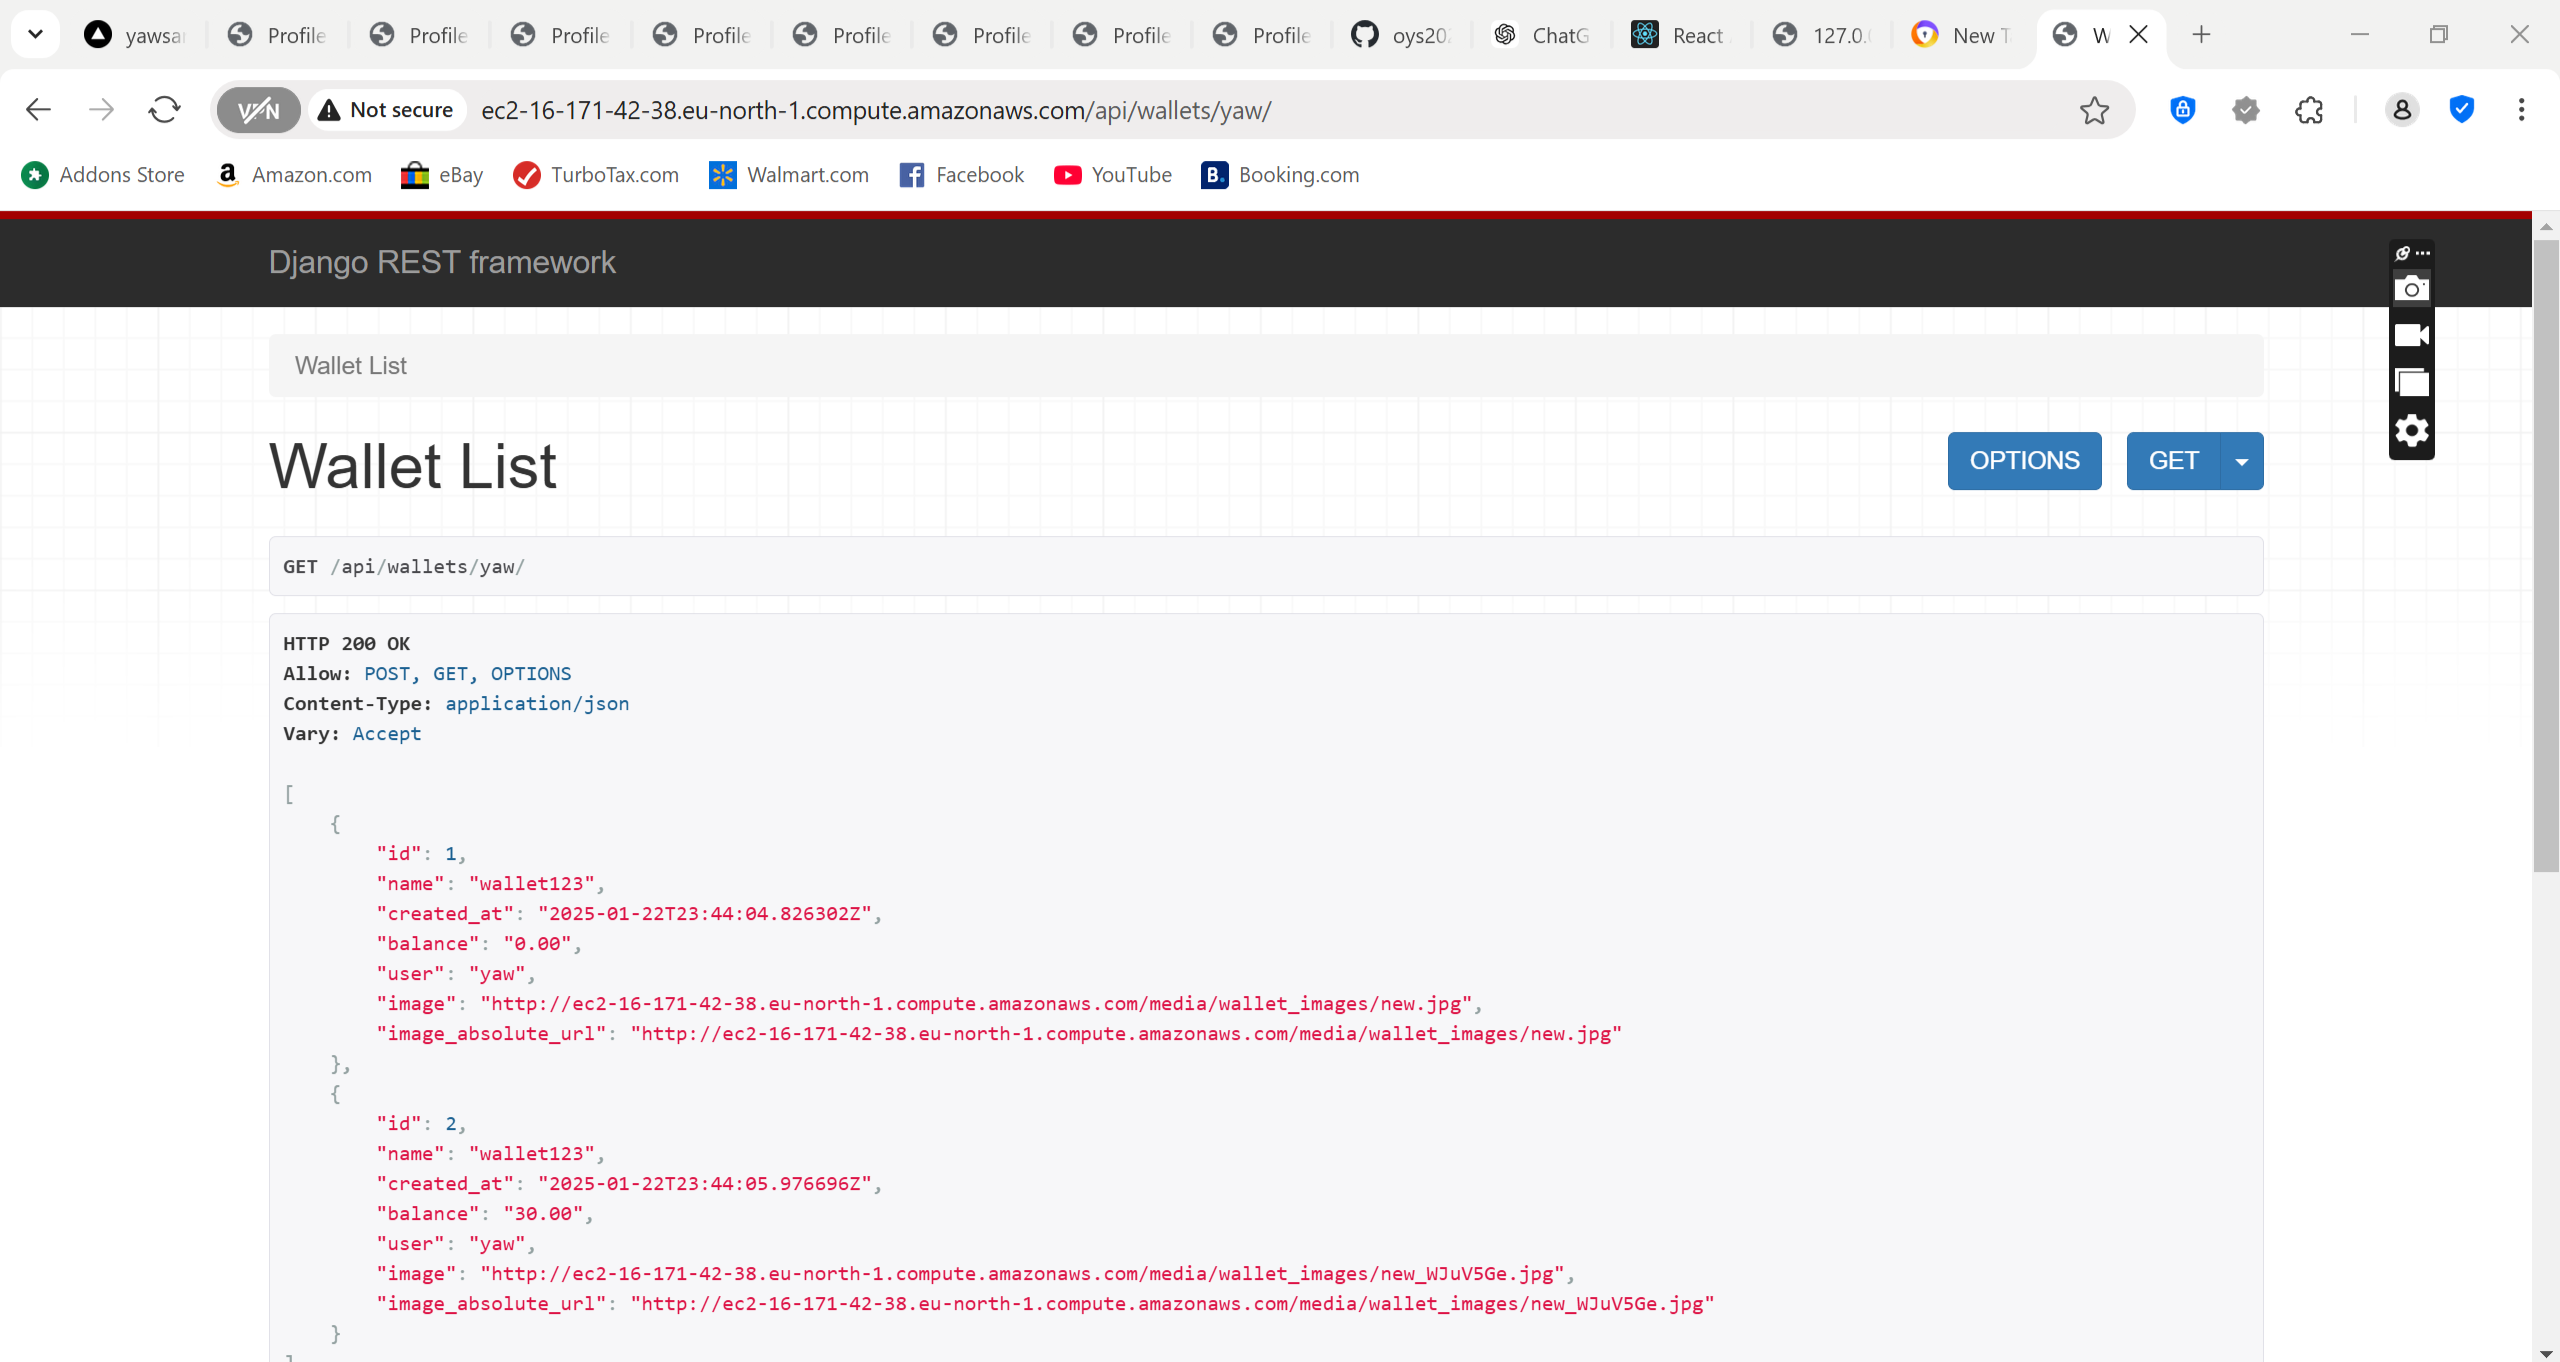 yawsa Profile Profile Profile Profile Profile Profile Profile Profile oys20 ChatG React 127.0. New T W
VPN Not secure ec2-16-171-42-38.eu-north-1.compute.amazonaws.com/api/wallets/yaw/
Addons Store Amazon.com eBay TurboTax.com Walmart.com Facebook YouTube B. Booking.com
Django REST framework
Wallet List
Wallet List
OPTIONS GET
GET /api/wallets/yaw/
HTTP 200 OK
Allow: POST, GET, OPTIONS
Content-Type: application/json
Vary: Accept
[
{
"id": 1,
"name": "wallet123",
"created_at": "2025-01-22T23:44:04.826302Z",
"balance": "0.00",
"user": "yaw",
"image": "http://ec2-16-171-42-38.eu-north-1.compute.amazonaws.com/media/wallet_images/new.jpg",
"image_absolute_url": "http://ec2-16-171-42-38.eu-north-1.compute.amazonaws.com/media/wallet_images/new.jpg"
},
{
"id": 2,
"name": "wallet123",
"created_at": "2025-01-22T23:44:05.976696Z",
"balance": "30.00",
"user": "yaw",
"image": "http://ec2-16-171-42-38.eu-north-1.compute.amazonaws.com/media/wallet_images/new_WJuV5Ge.jpg",
"image_absolute_url": "http://ec2-16-171-42-38.eu-north-1.compute.amazonaws.com/media/wallet_images/new_WJuV5Ge.jpg"
}